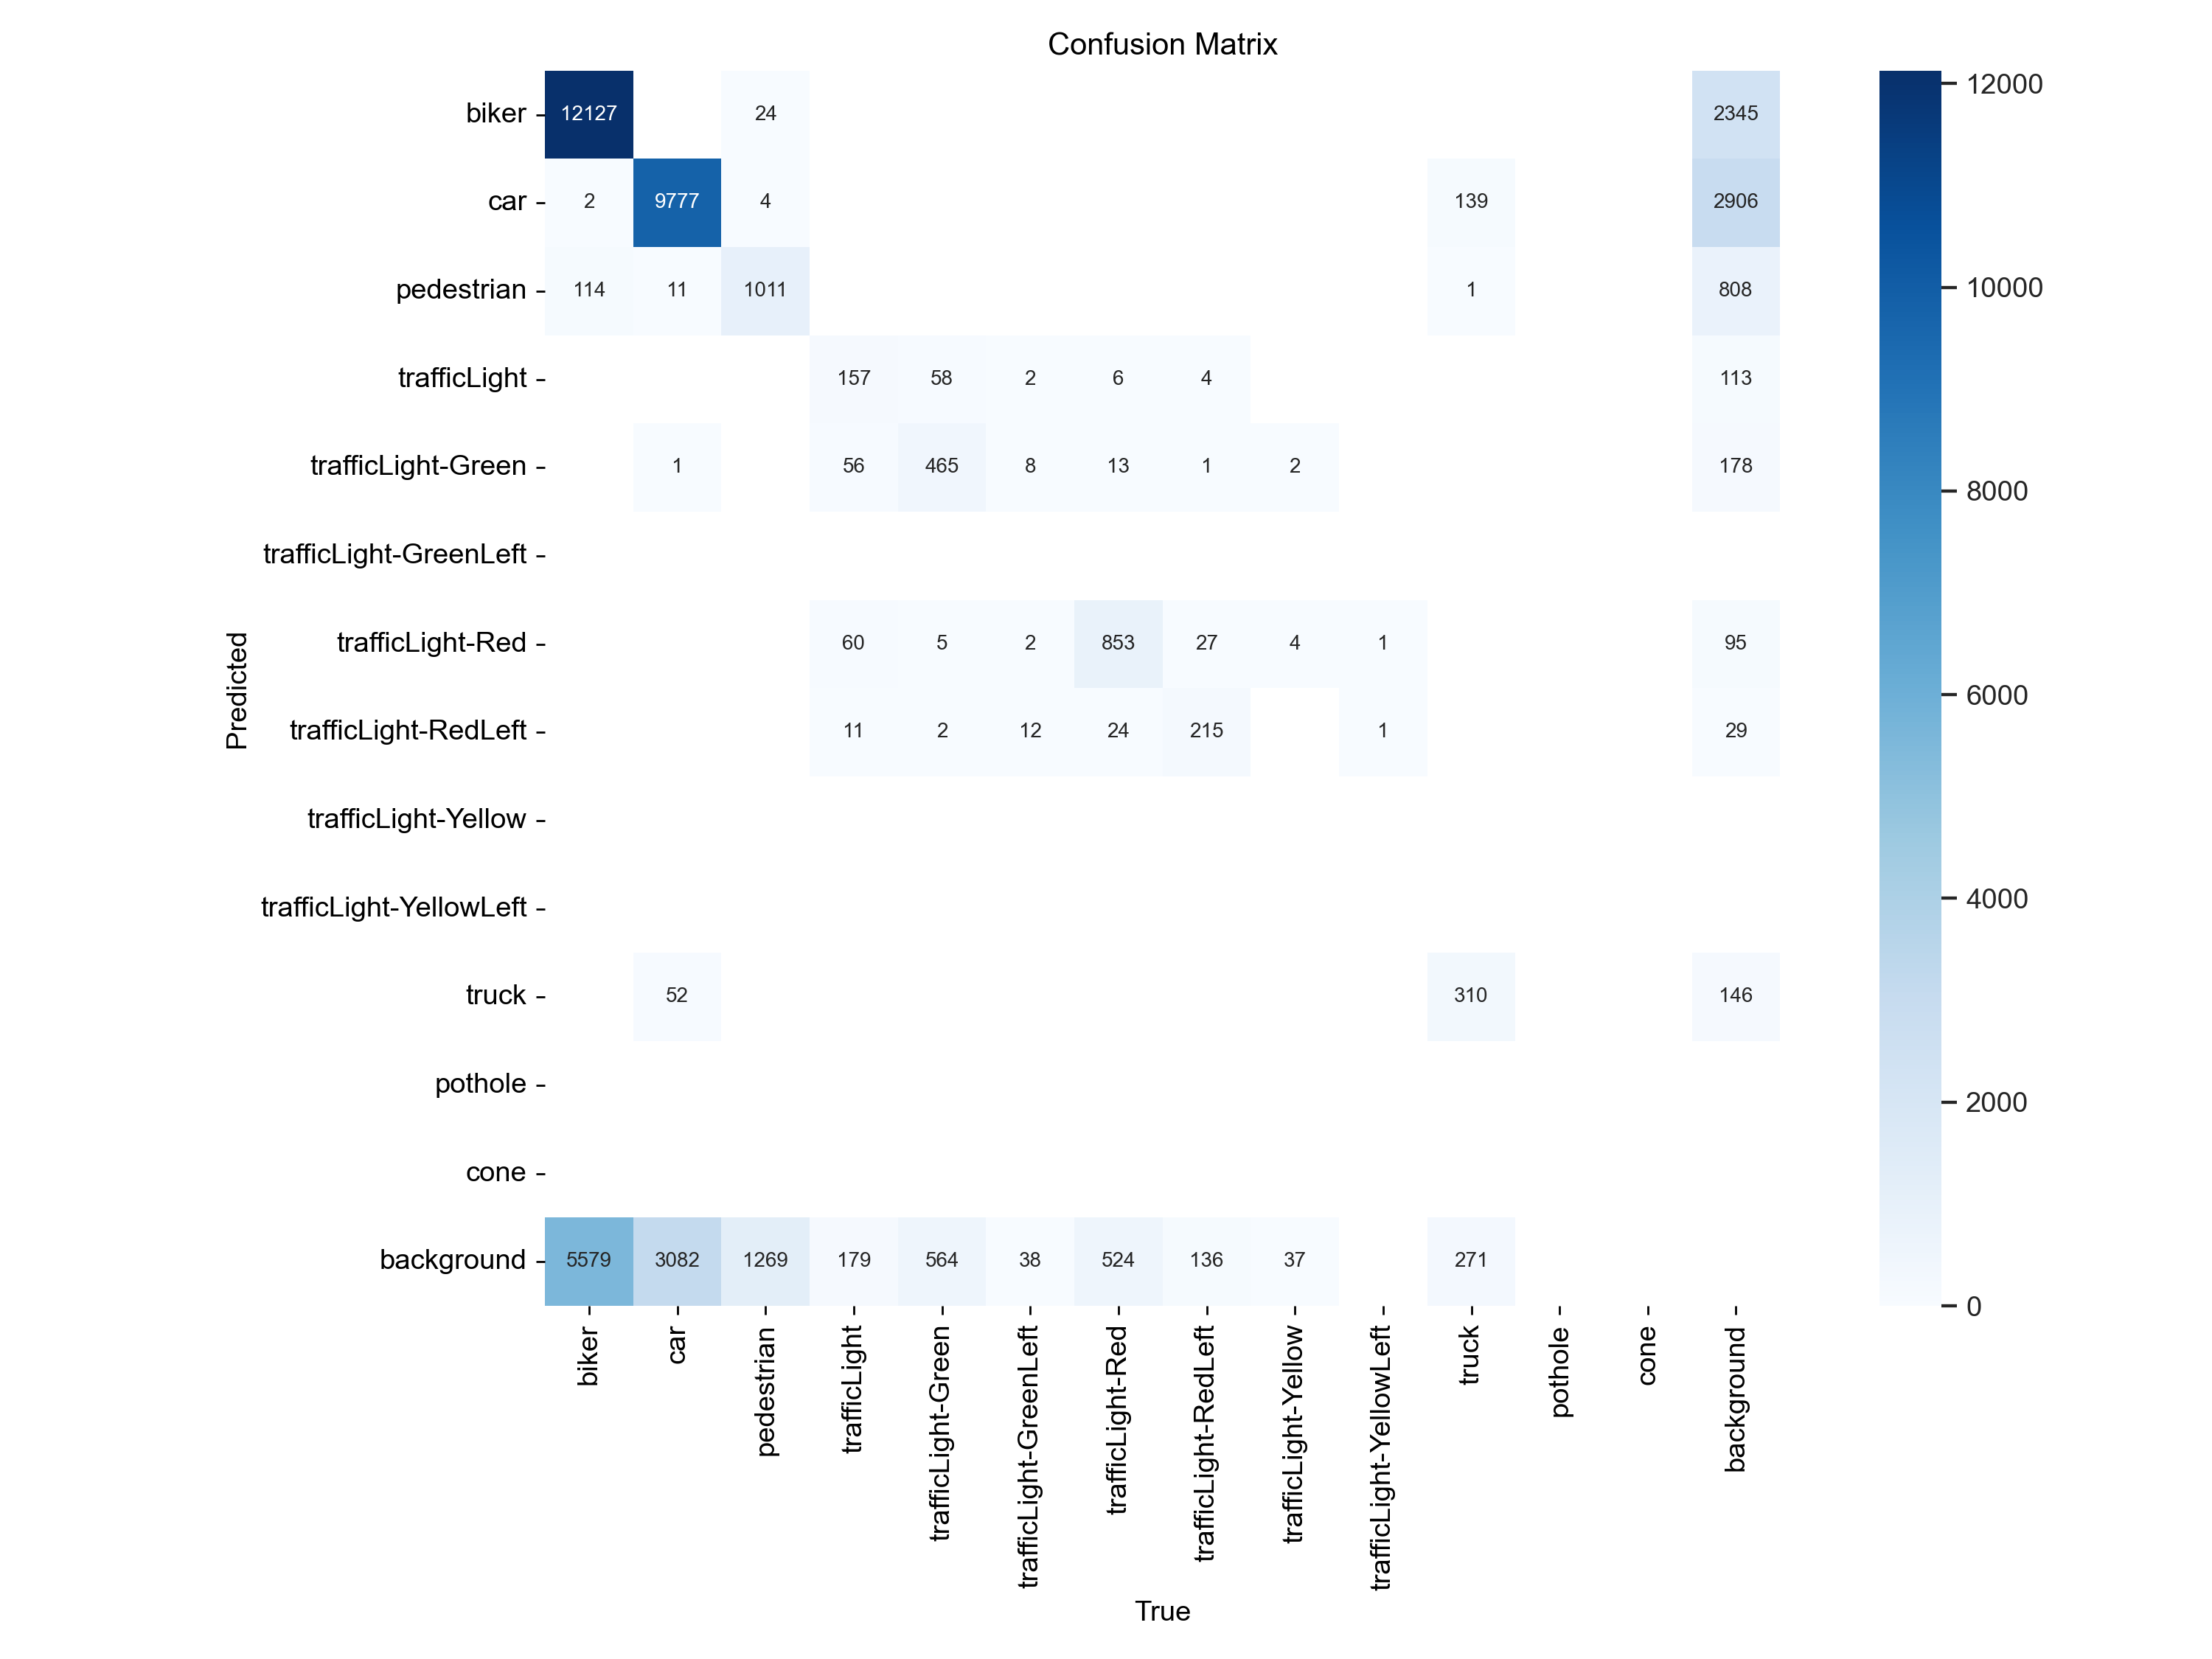 Confusion Matrix
biker 12127 24 2345
car 2 9777 4 139 2906
pedestrian 114 11 1011 1 808
trafficLight 157 58 2 6 4 113
trafficLight-Green 1 56 465 8 13 1 2 178
trafficLight-GreenLeft
trafficLight-Red 60 5 2 853 27 4 1 95
trafficLight-RedLeft 11 2 12 24 215 1 29
trafficLight-Yellow
trafficLight-YellowLeft
truck 52 310 146
pothole
cone
background 5579 3082 1269 179 564 38 524 136 37 271
Predicted
biker
car
pedestrian
trafficLight
trafficLight-Green
trafficLight-GreenLeft
trafficLight-Red
trafficLight-RedLeft
trafficLight-Yellow
trafficLight-YellowLeft
truck
pothole
cone
background
True
12000
10000
8000
6000
4000
2000
0